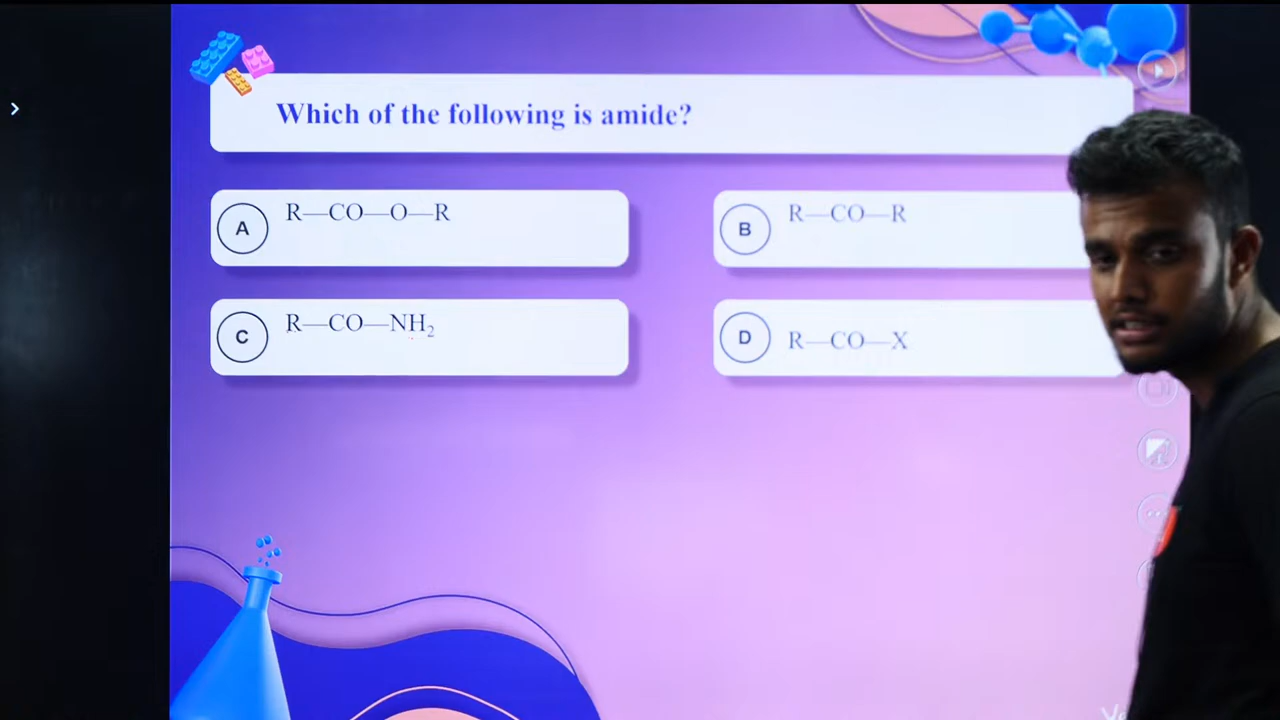 Which of the following is amide?
A R—CO—O—R
B R—CO—R
C R—CO—NH₂
D R—CO—X